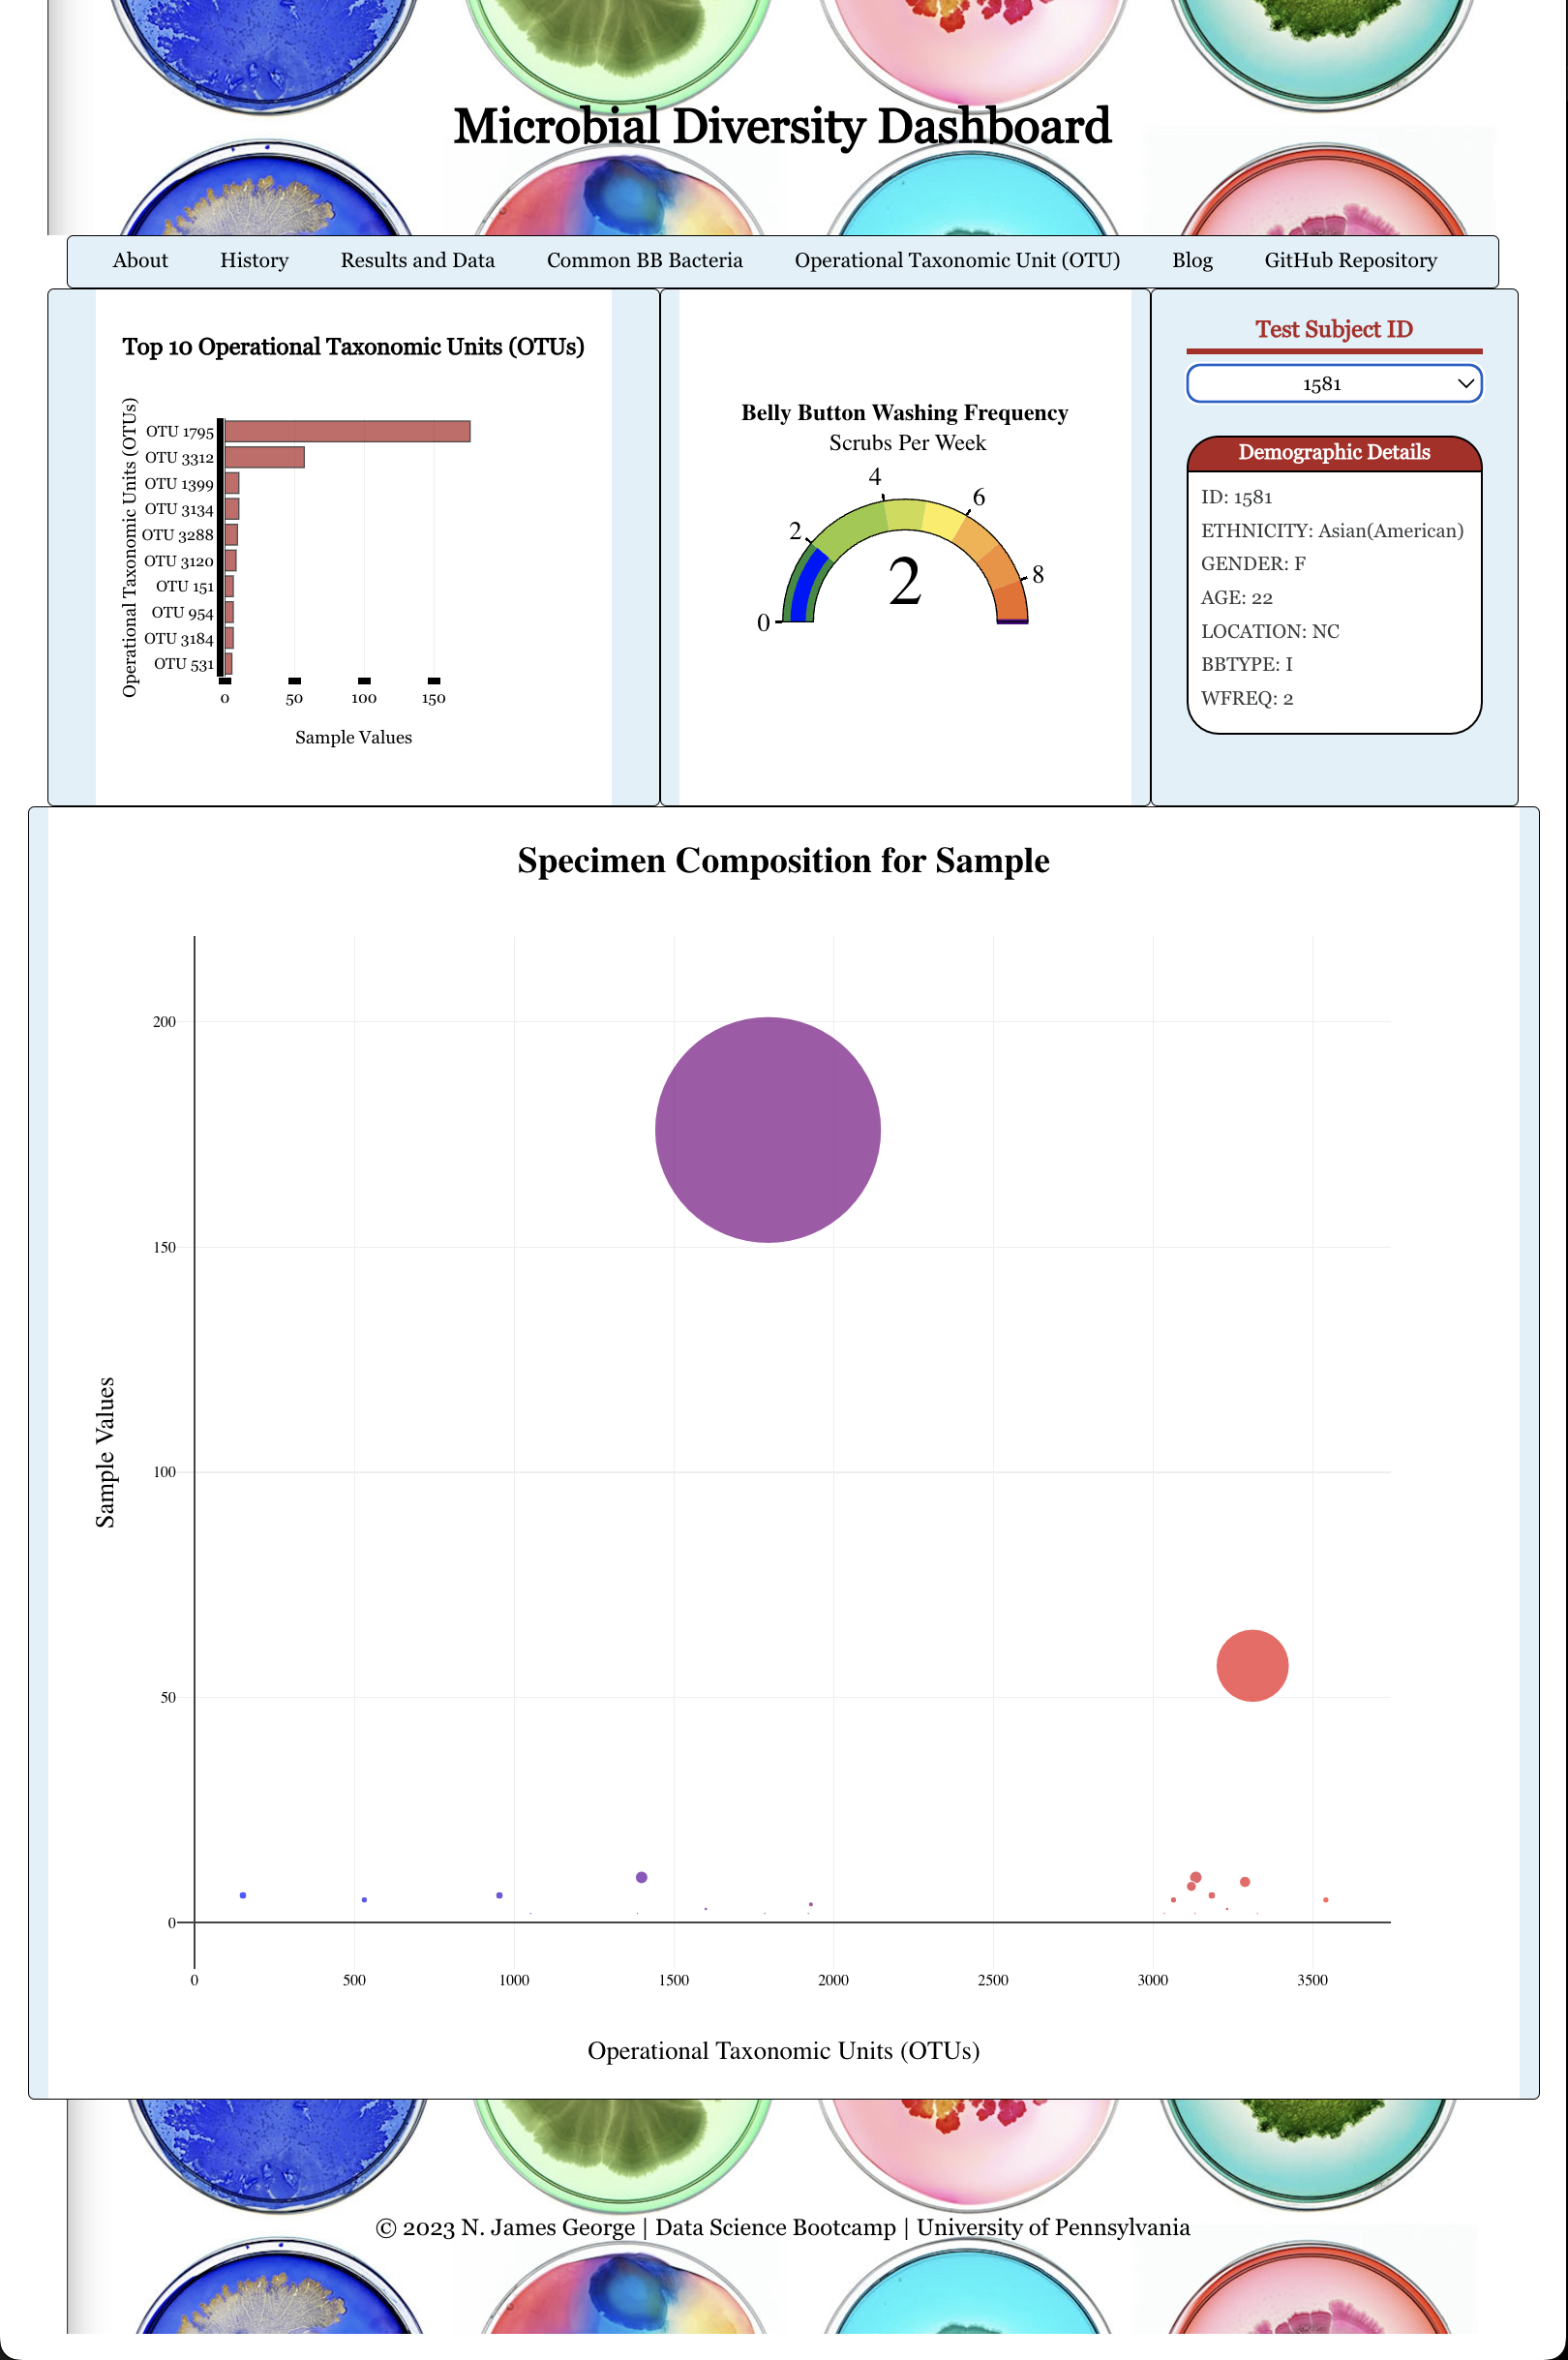 Microbial Diversity Dashboard
About History Results and Data Common BB Bacteria Operational Taxonomic Unit (OTU) Blog GitHub Repository
Top 10 Operational Taxonomic Units (OTUs)
Operational Taxonomic Units (OTUs)
OTU 1795
OTU 3312
OTU 1399
OTU 3134
OTU 3288
OTU 3120
OTU 151
OTU 954
OTU 3184
OTU 531
0 50 100 150
Sample Values
Belly Button Washing Frequency
Scrubs Per Week
0
2
4
6
8
2
Test Subject ID
1581
Demographic Details
ID: 1581
ETHNICITY: Asian(American)
GENDER: F
AGE: 22
LOCATION: NC
BBTYPE: I
WFREQ: 2
Specimen Composition for Sample
Sample Values
200
150
100
50
0
0 500 1000 1500 2000 2500 3000 3500
Operational Taxonomic Units (OTUs)
© 2023 N. James George | Data Science Bootcamp | University of Pennsylvania